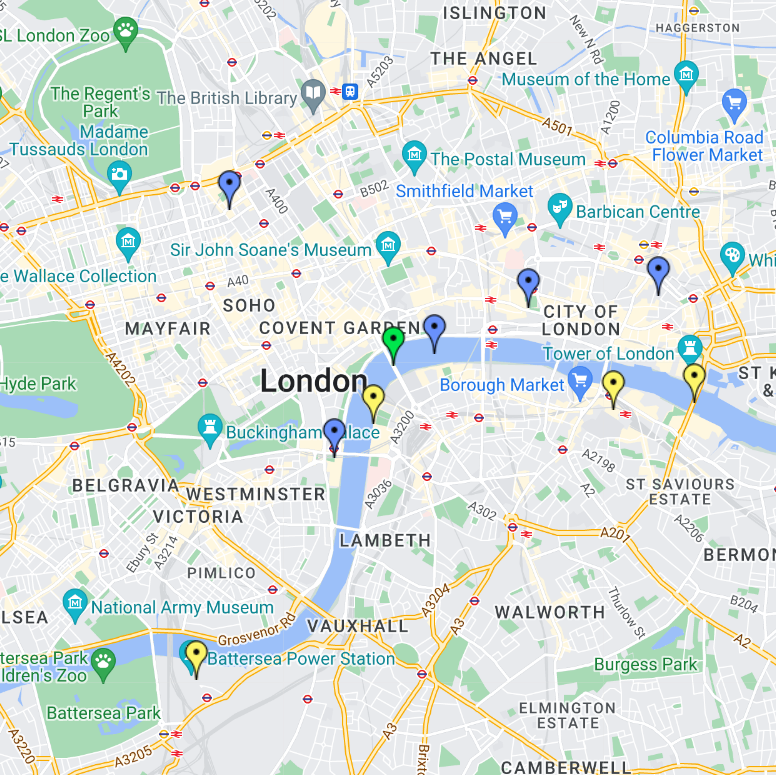 ISLINGTON
HAGGERSTON
New N Rd
A5202
SL London Zoo
THE ANGEL
A5203
Museum of the Home
The British Library
The Regent's
Park
A1200
Columbia Road
Flower Market
A501
Madame
Tussauds London
The Postal Museum
B502
Smithfield Market
A400
Barbican Centre
Sir John Soane's Museum
e Wallace Collection
A40
Whi
SOHO
MAYFAIR
COVENT GARDEN
CITY OF
LONDON
Tower of London
A4202
Hyde Park
London
Borough Market
ST K
&
A3200
Buckingham Palace
A2198
A2
BELGRAVIA
WESTMINSTER
VICTORIA
A3036
A302
ST SAVIOURS
ESTATE
A201
A2206
Ebury St
A3214
LAMBETH
BERMON
PIMLICO
A3204
Thurlow St
B204
LSEA
National Army Museum
Grosvenor Rd
VAUXHALL
A3
WALWORTH
A2
ttersea Park
ldren's Zoo
Battersea Power Station
Burgess Park
Battersea Park
ELMINGTON
ESTATE
A3220
A3205
A3
Brixt
CAMBERWELL